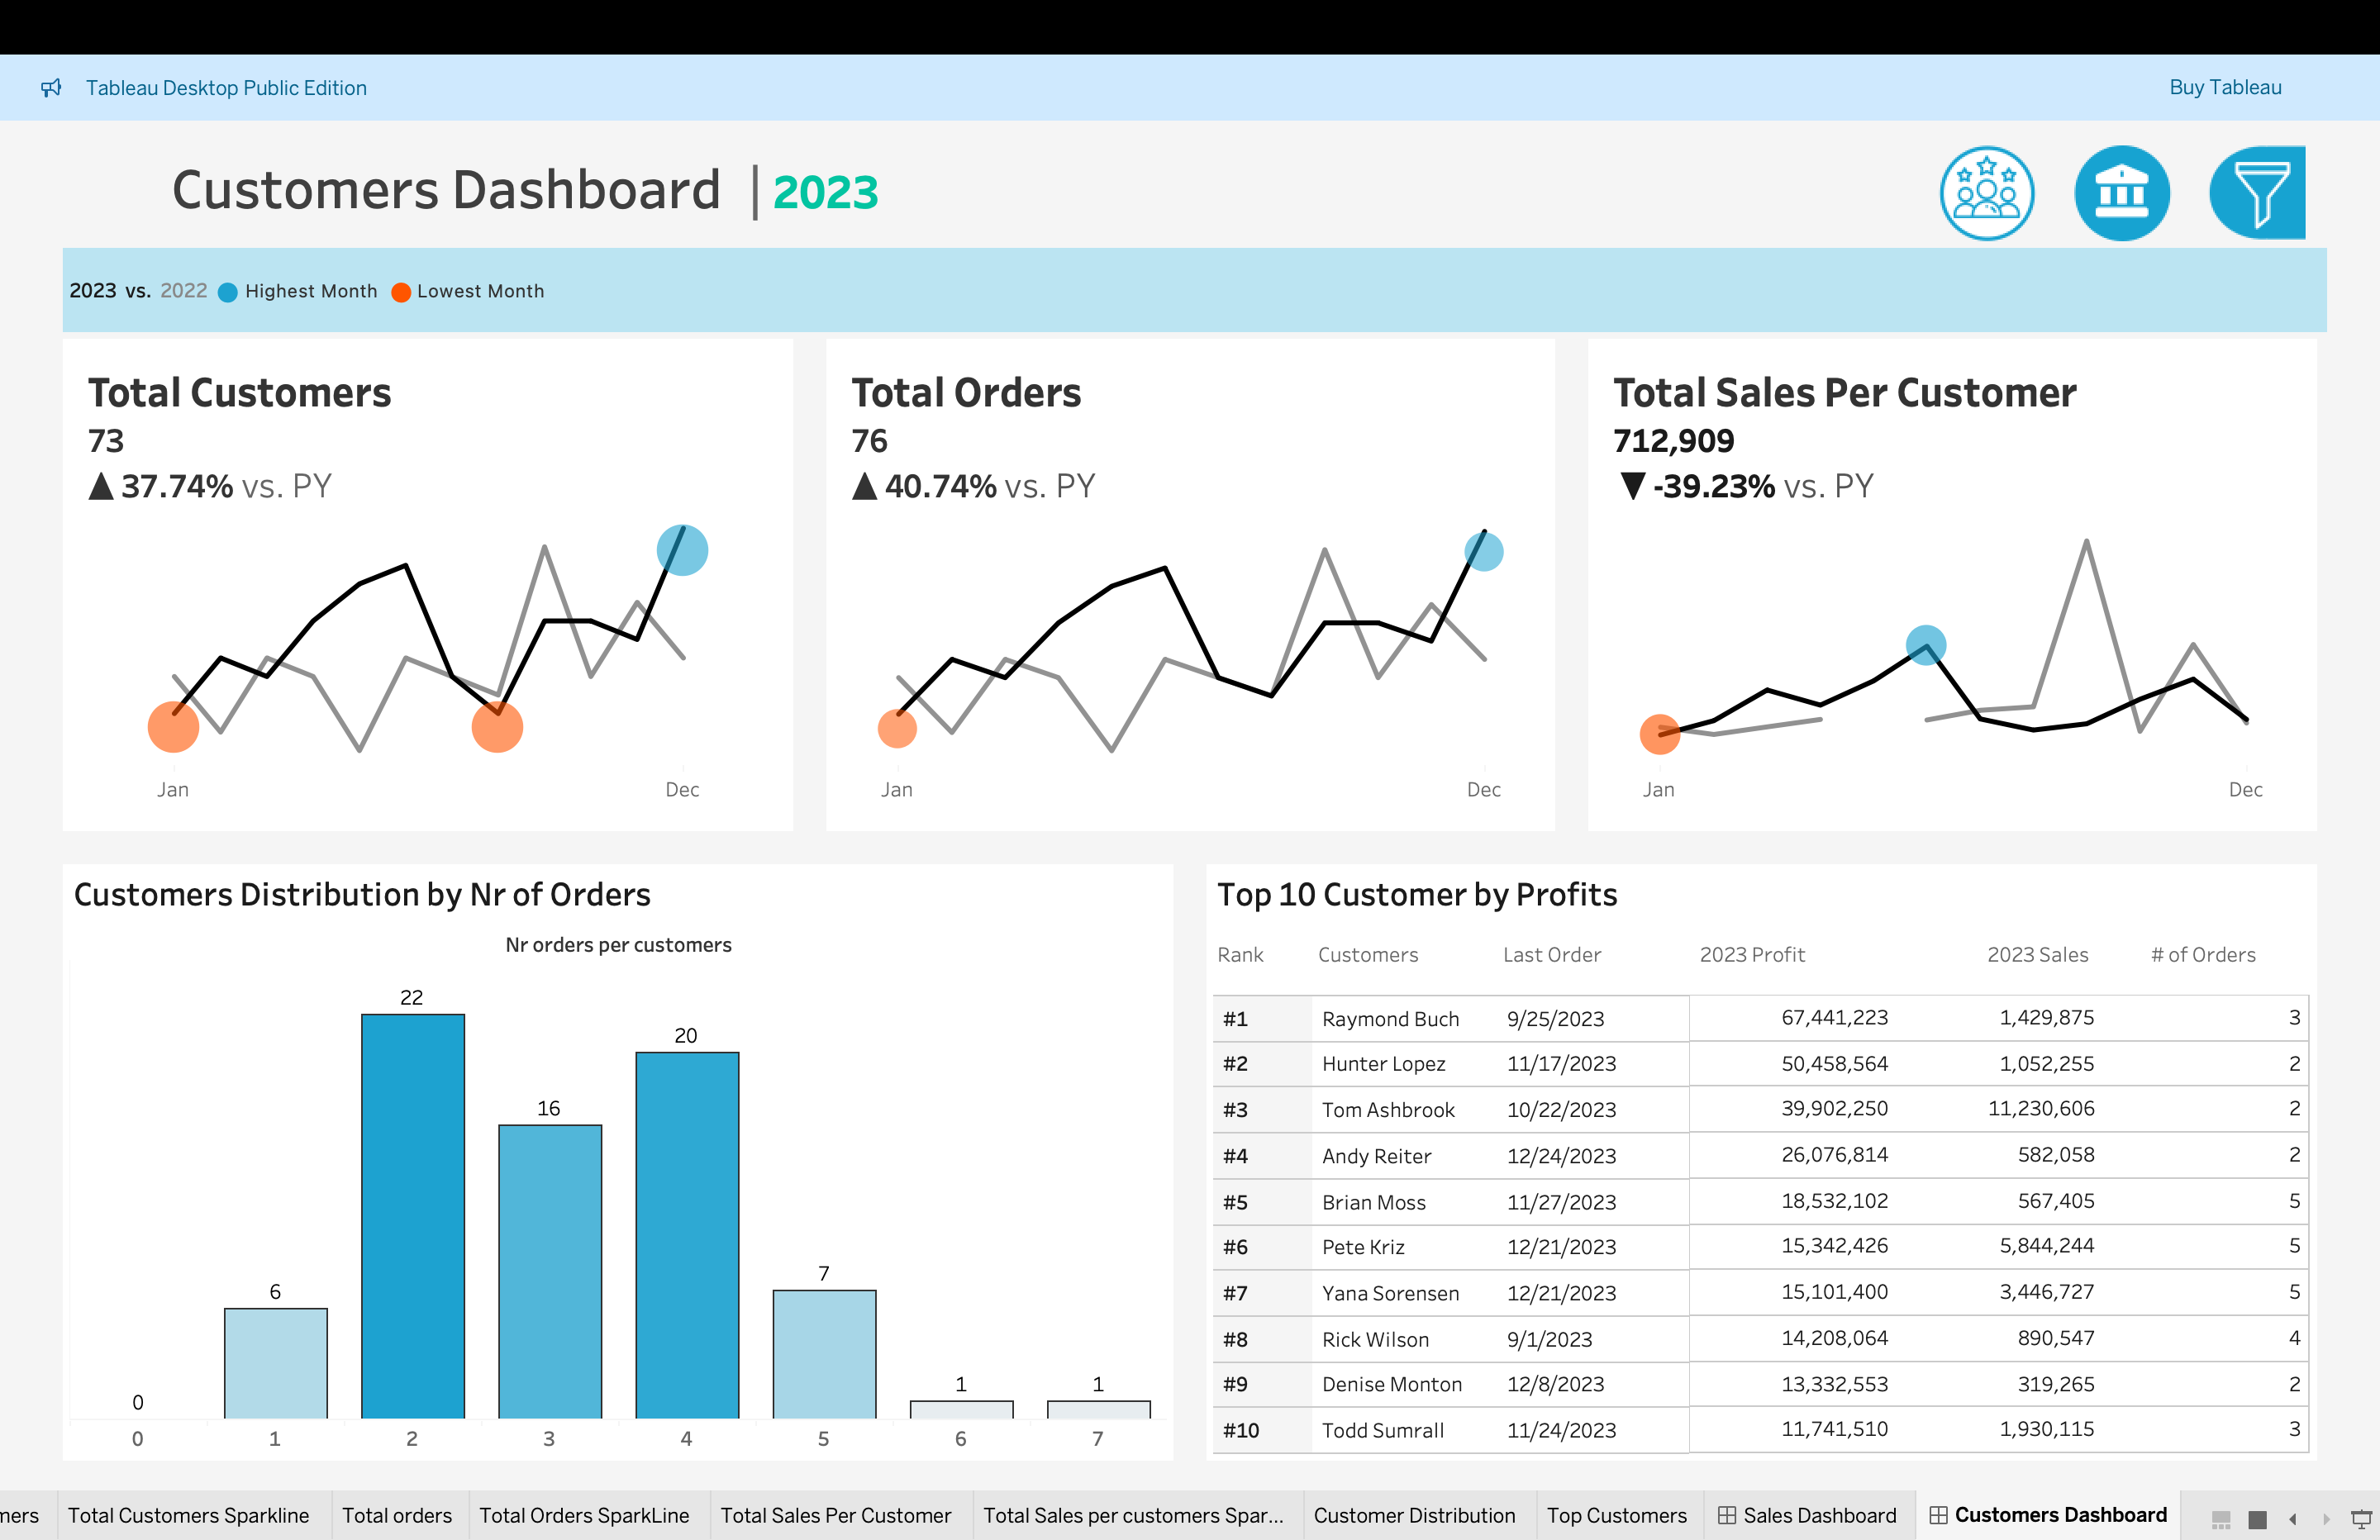 Tableau Desktop Public Edition
Buy Tableau
Customers Dashboard | 2023
2023 vs. 2022 Highest Month Lowest Month
Total Customers
73
▲ 37.74% vs. PY
Jan Dec
Total Orders
76
▲ 40.74% vs. PY
Jan Dec
Total Sales Per Customer
712,909
▼ -39.23% vs. PY
Jan Dec
Customers Distribution by Nr of Orders
Nr orders per customers
0 6 22 16 20 7 1 1
0 1 2 3 4 5 6 7
Top 10 Customer by Profits
Rank Customers Last Order 2023 Profit 2023 Sales # of Orders
#1 Raymond Buch 9/25/2023 67,441,223 1,429,875 3
#2 Hunter Lopez 11/17/2023 50,458,564 1,052,255 2
#3 Tom Ashbrook 10/22/2023 39,902,250 11,230,606 2
#4 Andy Reiter 12/24/2023 26,076,814 582,058 2
#5 Brian Moss 11/27/2023 18,532,102 567,405 5
#6 Pete Kriz 12/21/2023 15,342,426 5,844,244 5
#7 Yana Sorensen 12/21/2023 15,101,400 3,446,727 5
#8 Rick Wilson 9/1/2023 14,208,064 890,547 4
#9 Denise Monton 12/8/2023 13,332,553 319,265 2
#10 Todd Sumrall 11/24/2023 11,741,510 1,930,115 3
mers Total Customers Sparkline Total orders Total Orders SparkLine Total Sales Per Customer Total Sales per customers Spar... Customer Distribution Top Customers Sales Dashboard Customers Dashboard